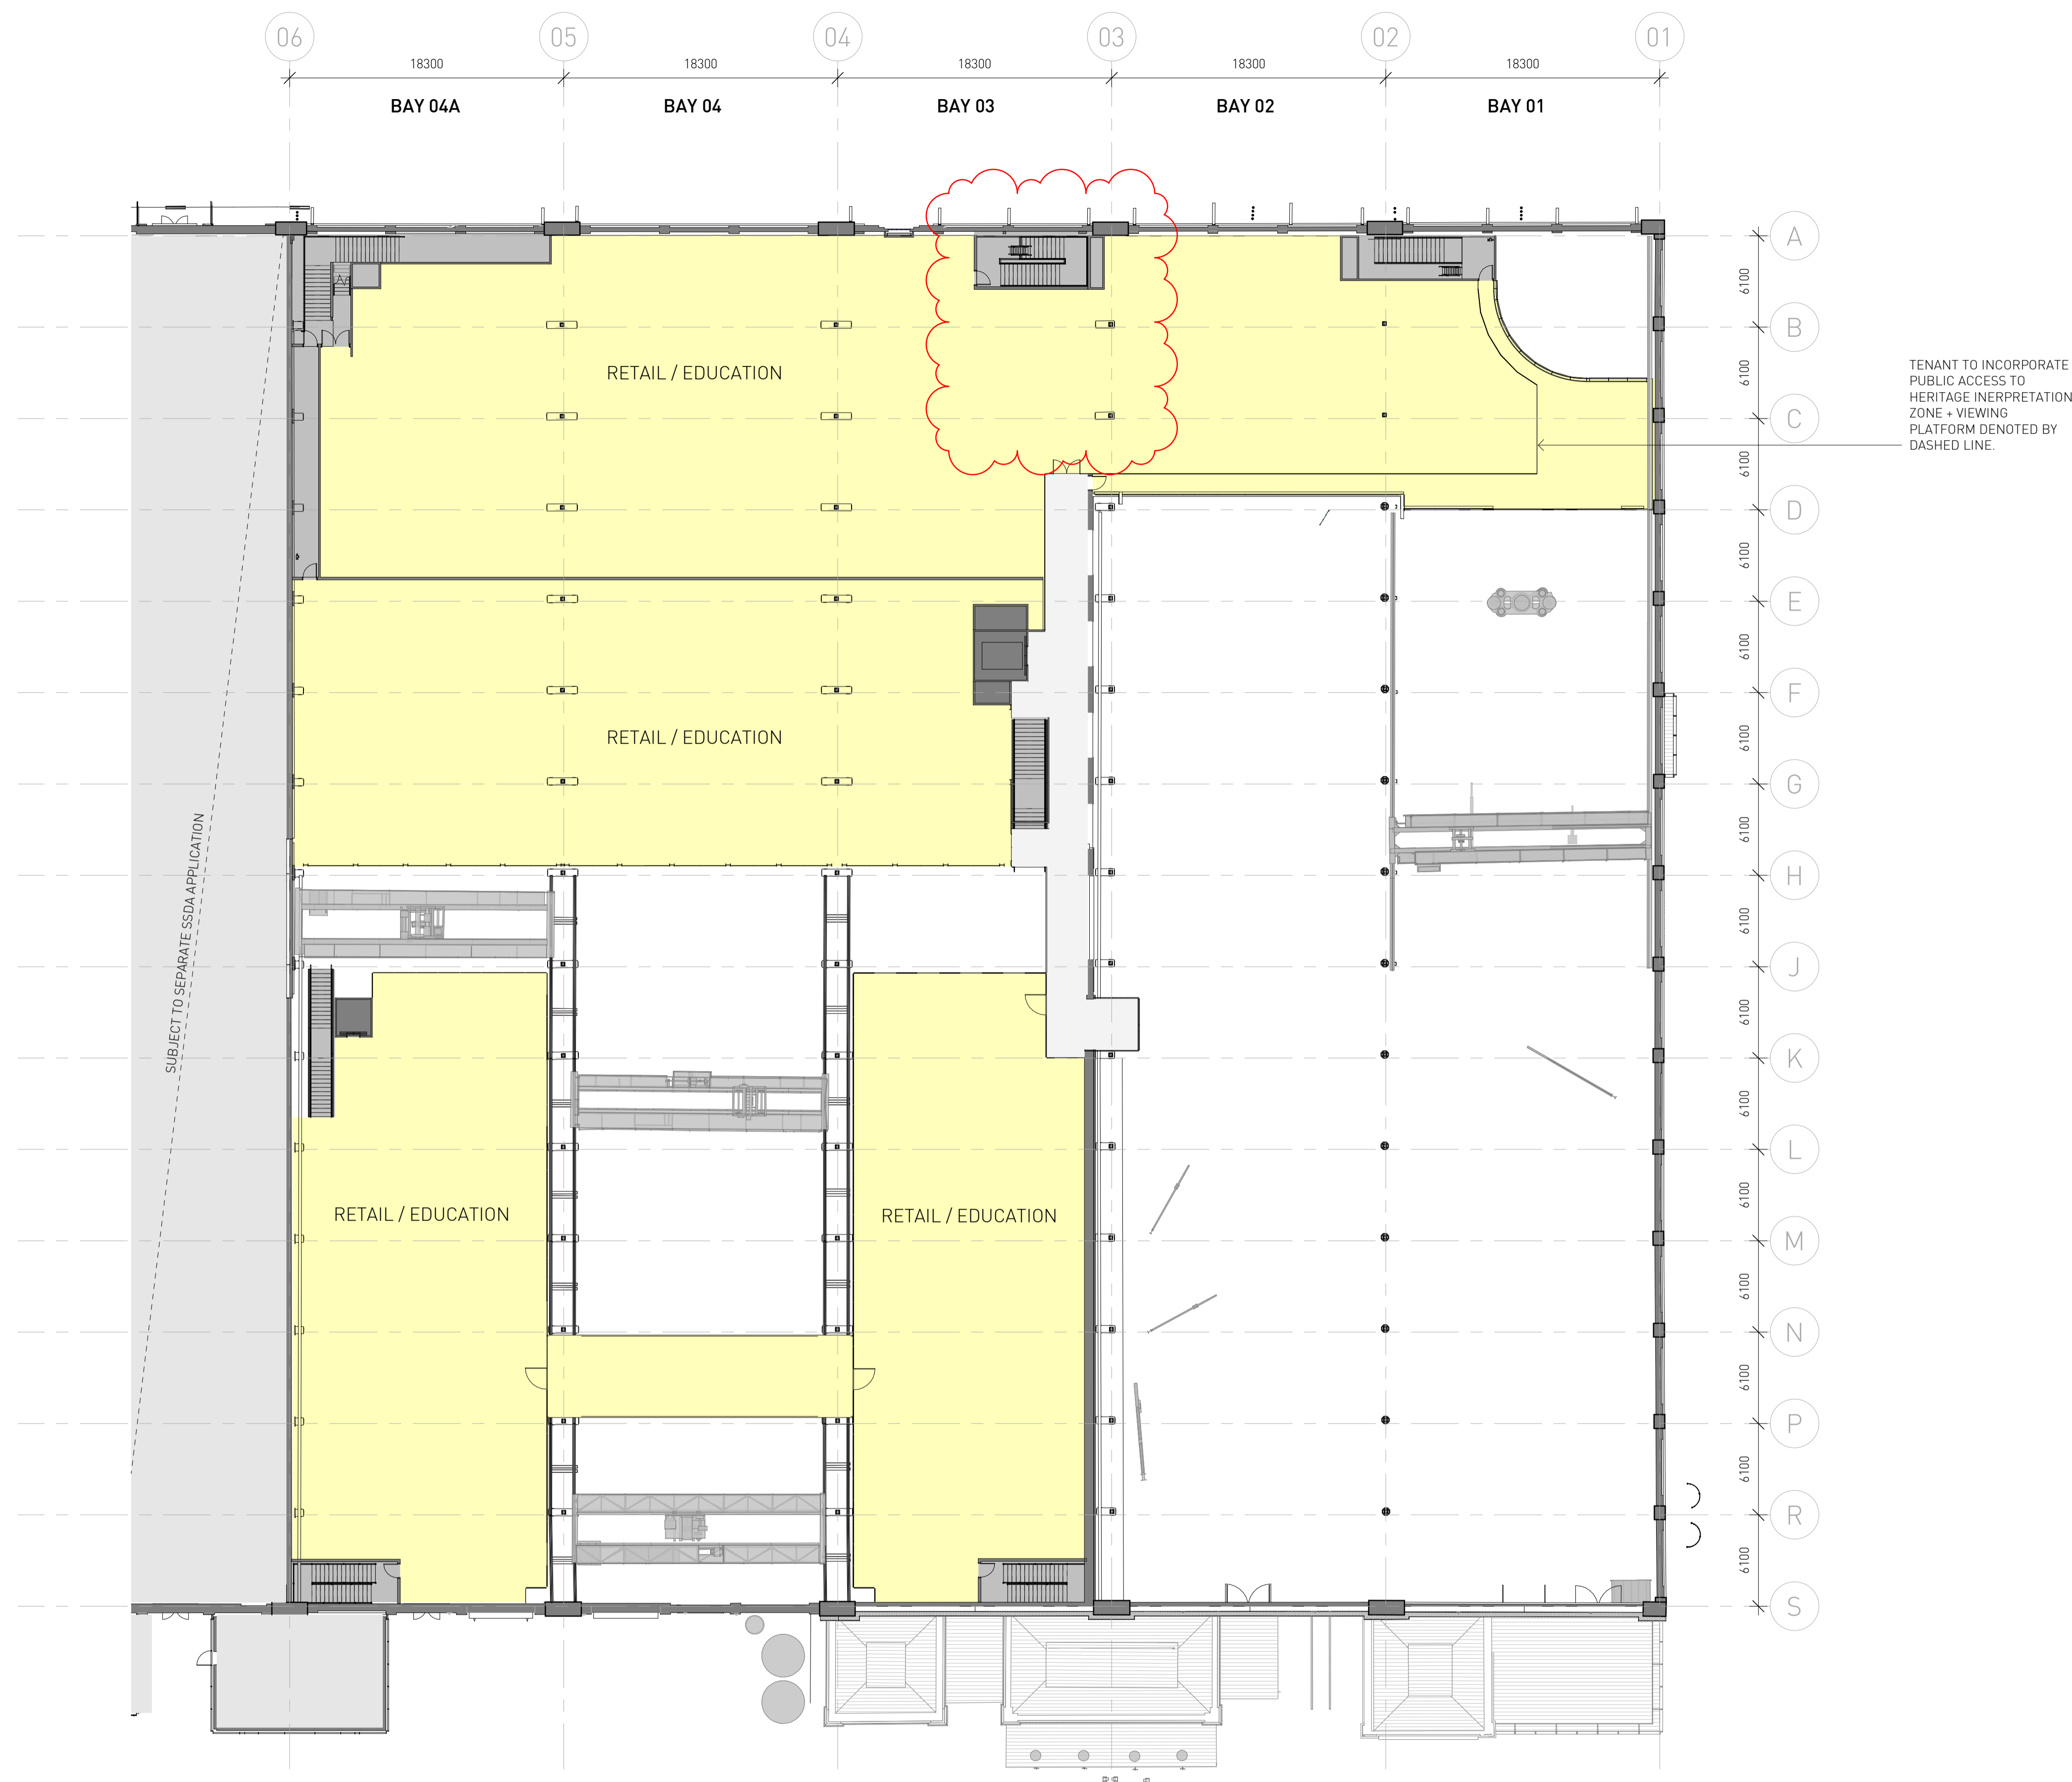 06 05 04 03 02 01
18300 18300 18300 18300 18300
BAY 04A BAY 04 BAY 03 BAY 02 BAY 01
A
6100
B
6100
RETAIL / EDUCATION
TENANT TO INCORPORATE
PUBLIC ACCESS TO
HERITAGE INERPRETATION
ZONE + VIEWING
PLATFORM DENOTED BY
DASHED LINE.
C
6100
D
6100
E
6100
F
6100
RETAIL / EDUCATION
G
6100
H
6100
SUBJECT TO SEPARATE SSDA APPLICATION
J
6100
K
6100
L
6100
RETAIL / EDUCATION RETAIL / EDUCATION
M
6100
N
6100
P
6100
R
6100
S